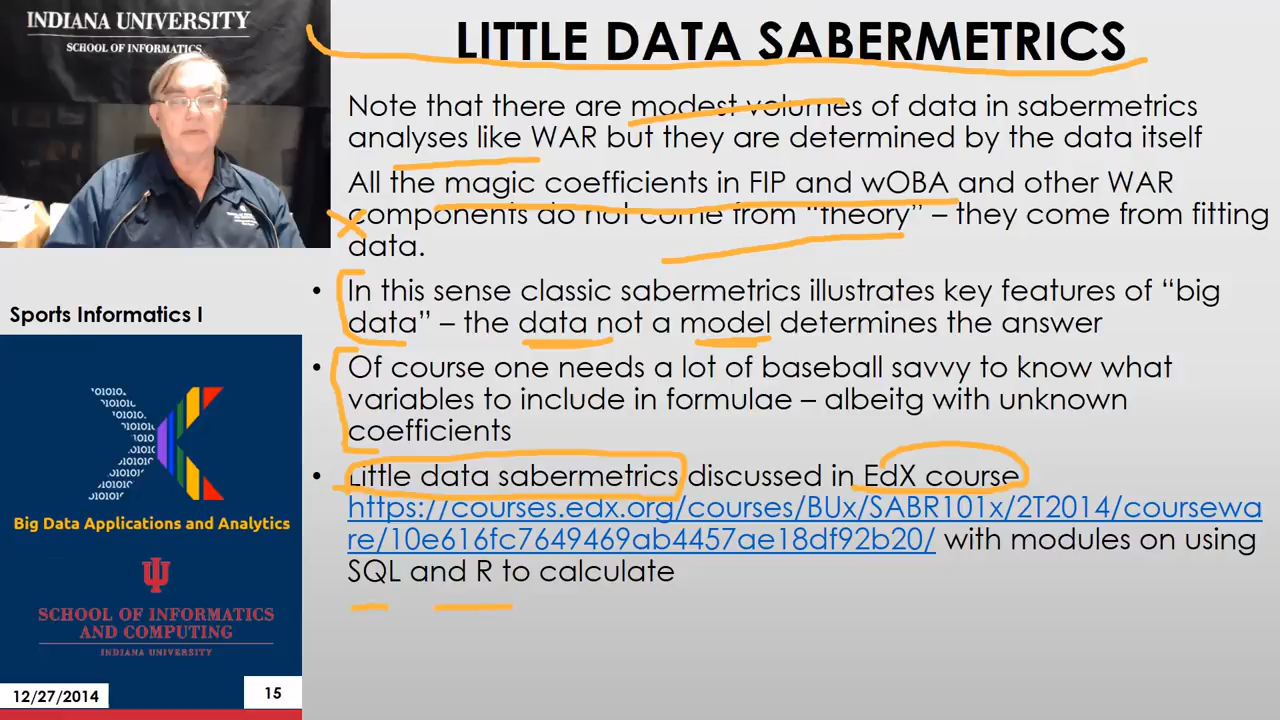 INDIANA UNIVERSITY
SCHOOL OF INFORMATICS
LITTLE DATA SABERMETRICS
Note that there are modest volumes of data in sabermetrics
analyses like WAR but they are determined by the data itself
All the magic coefficients in FIP and wOBA and other WAR
components do not come from "theory" – they come from fitting
data.
• In this sense classic sabermetrics illustrates key features of "big
data" – the data not a model determines the answer
• Of course one needs a lot of baseball savvy to know what
variables to include in formulae – albeitg with unknown
coefficients
• Little data sabermetrics discussed in EdX course
https://courses.edx.org/courses/BUx/SABR101x/2T2014/coursewa
re/10e616fc7649469ab4457ae18df92b20/ with modules on using
SQL and R to calculate
Sports Informatics I
Big Data Applications and Analytics
SCHOOL OF INFORMATICS
AND COMPUTING
INDIANA UNIVERSITY
12/27/2014
15